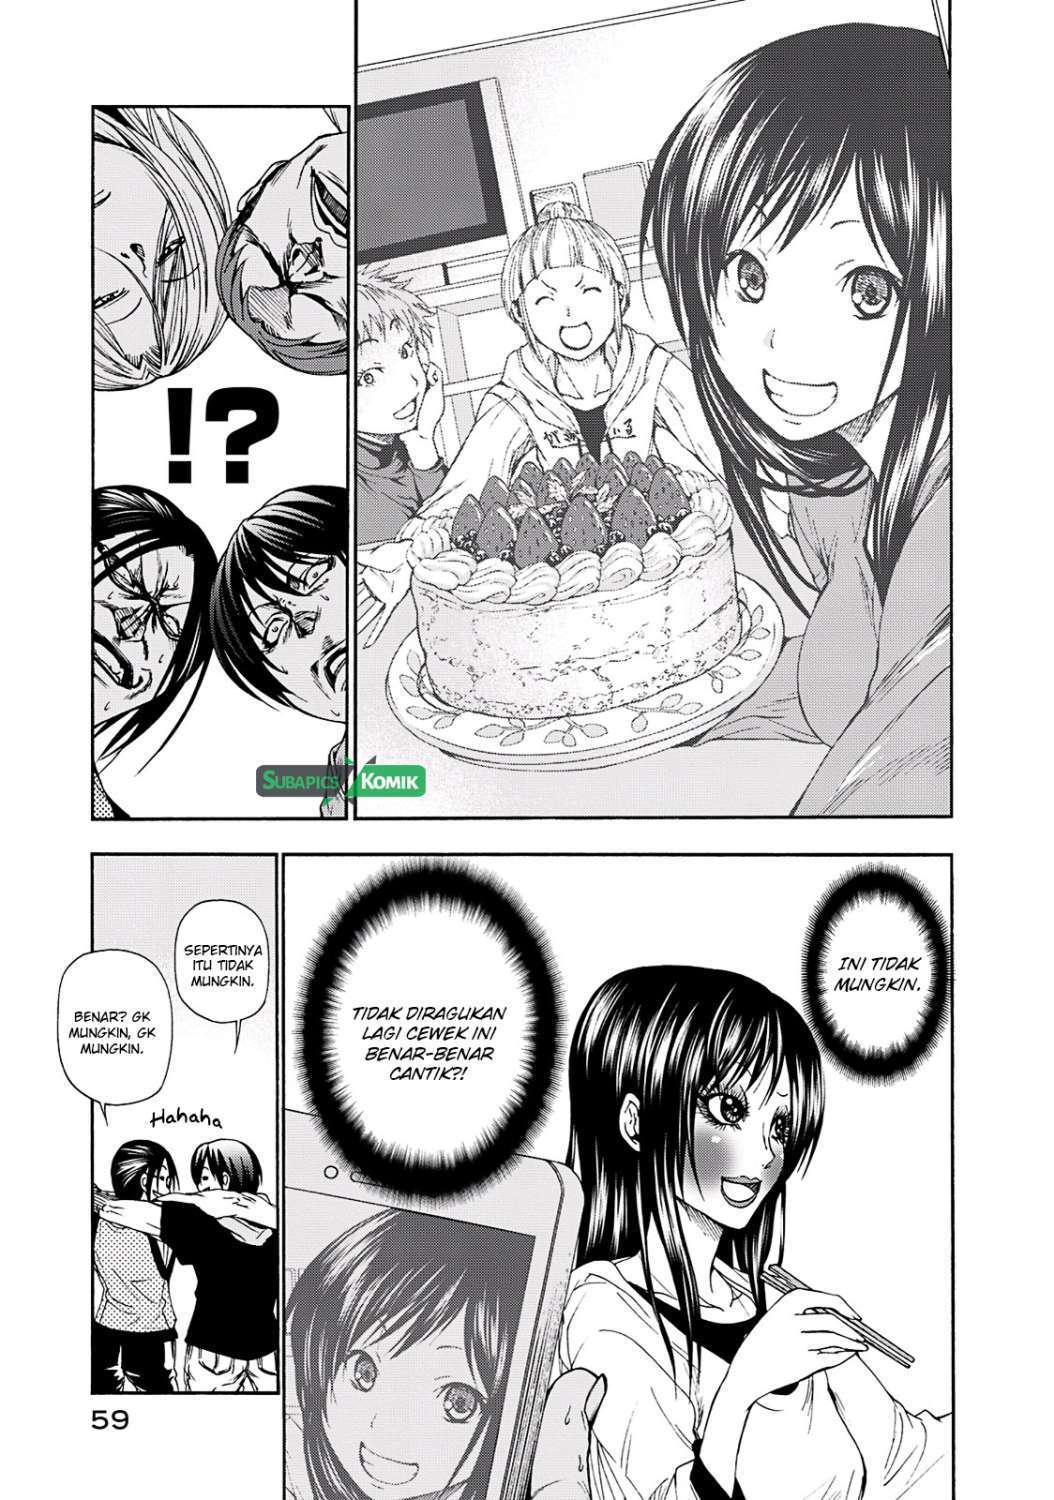 !?
SUBAPICS KOMIK
INI TIDAK
MUNGKIN.
TIDAK DIRAGUKAN
LAGI CEWEK INI
BENAR-BENAR
CANTIK?!
SEPERTINYA
ITU TIDAK
MUNGKIN.
BENAR? GK
MUNGKIN, GK
MUNGKIN.
Hahaha
59